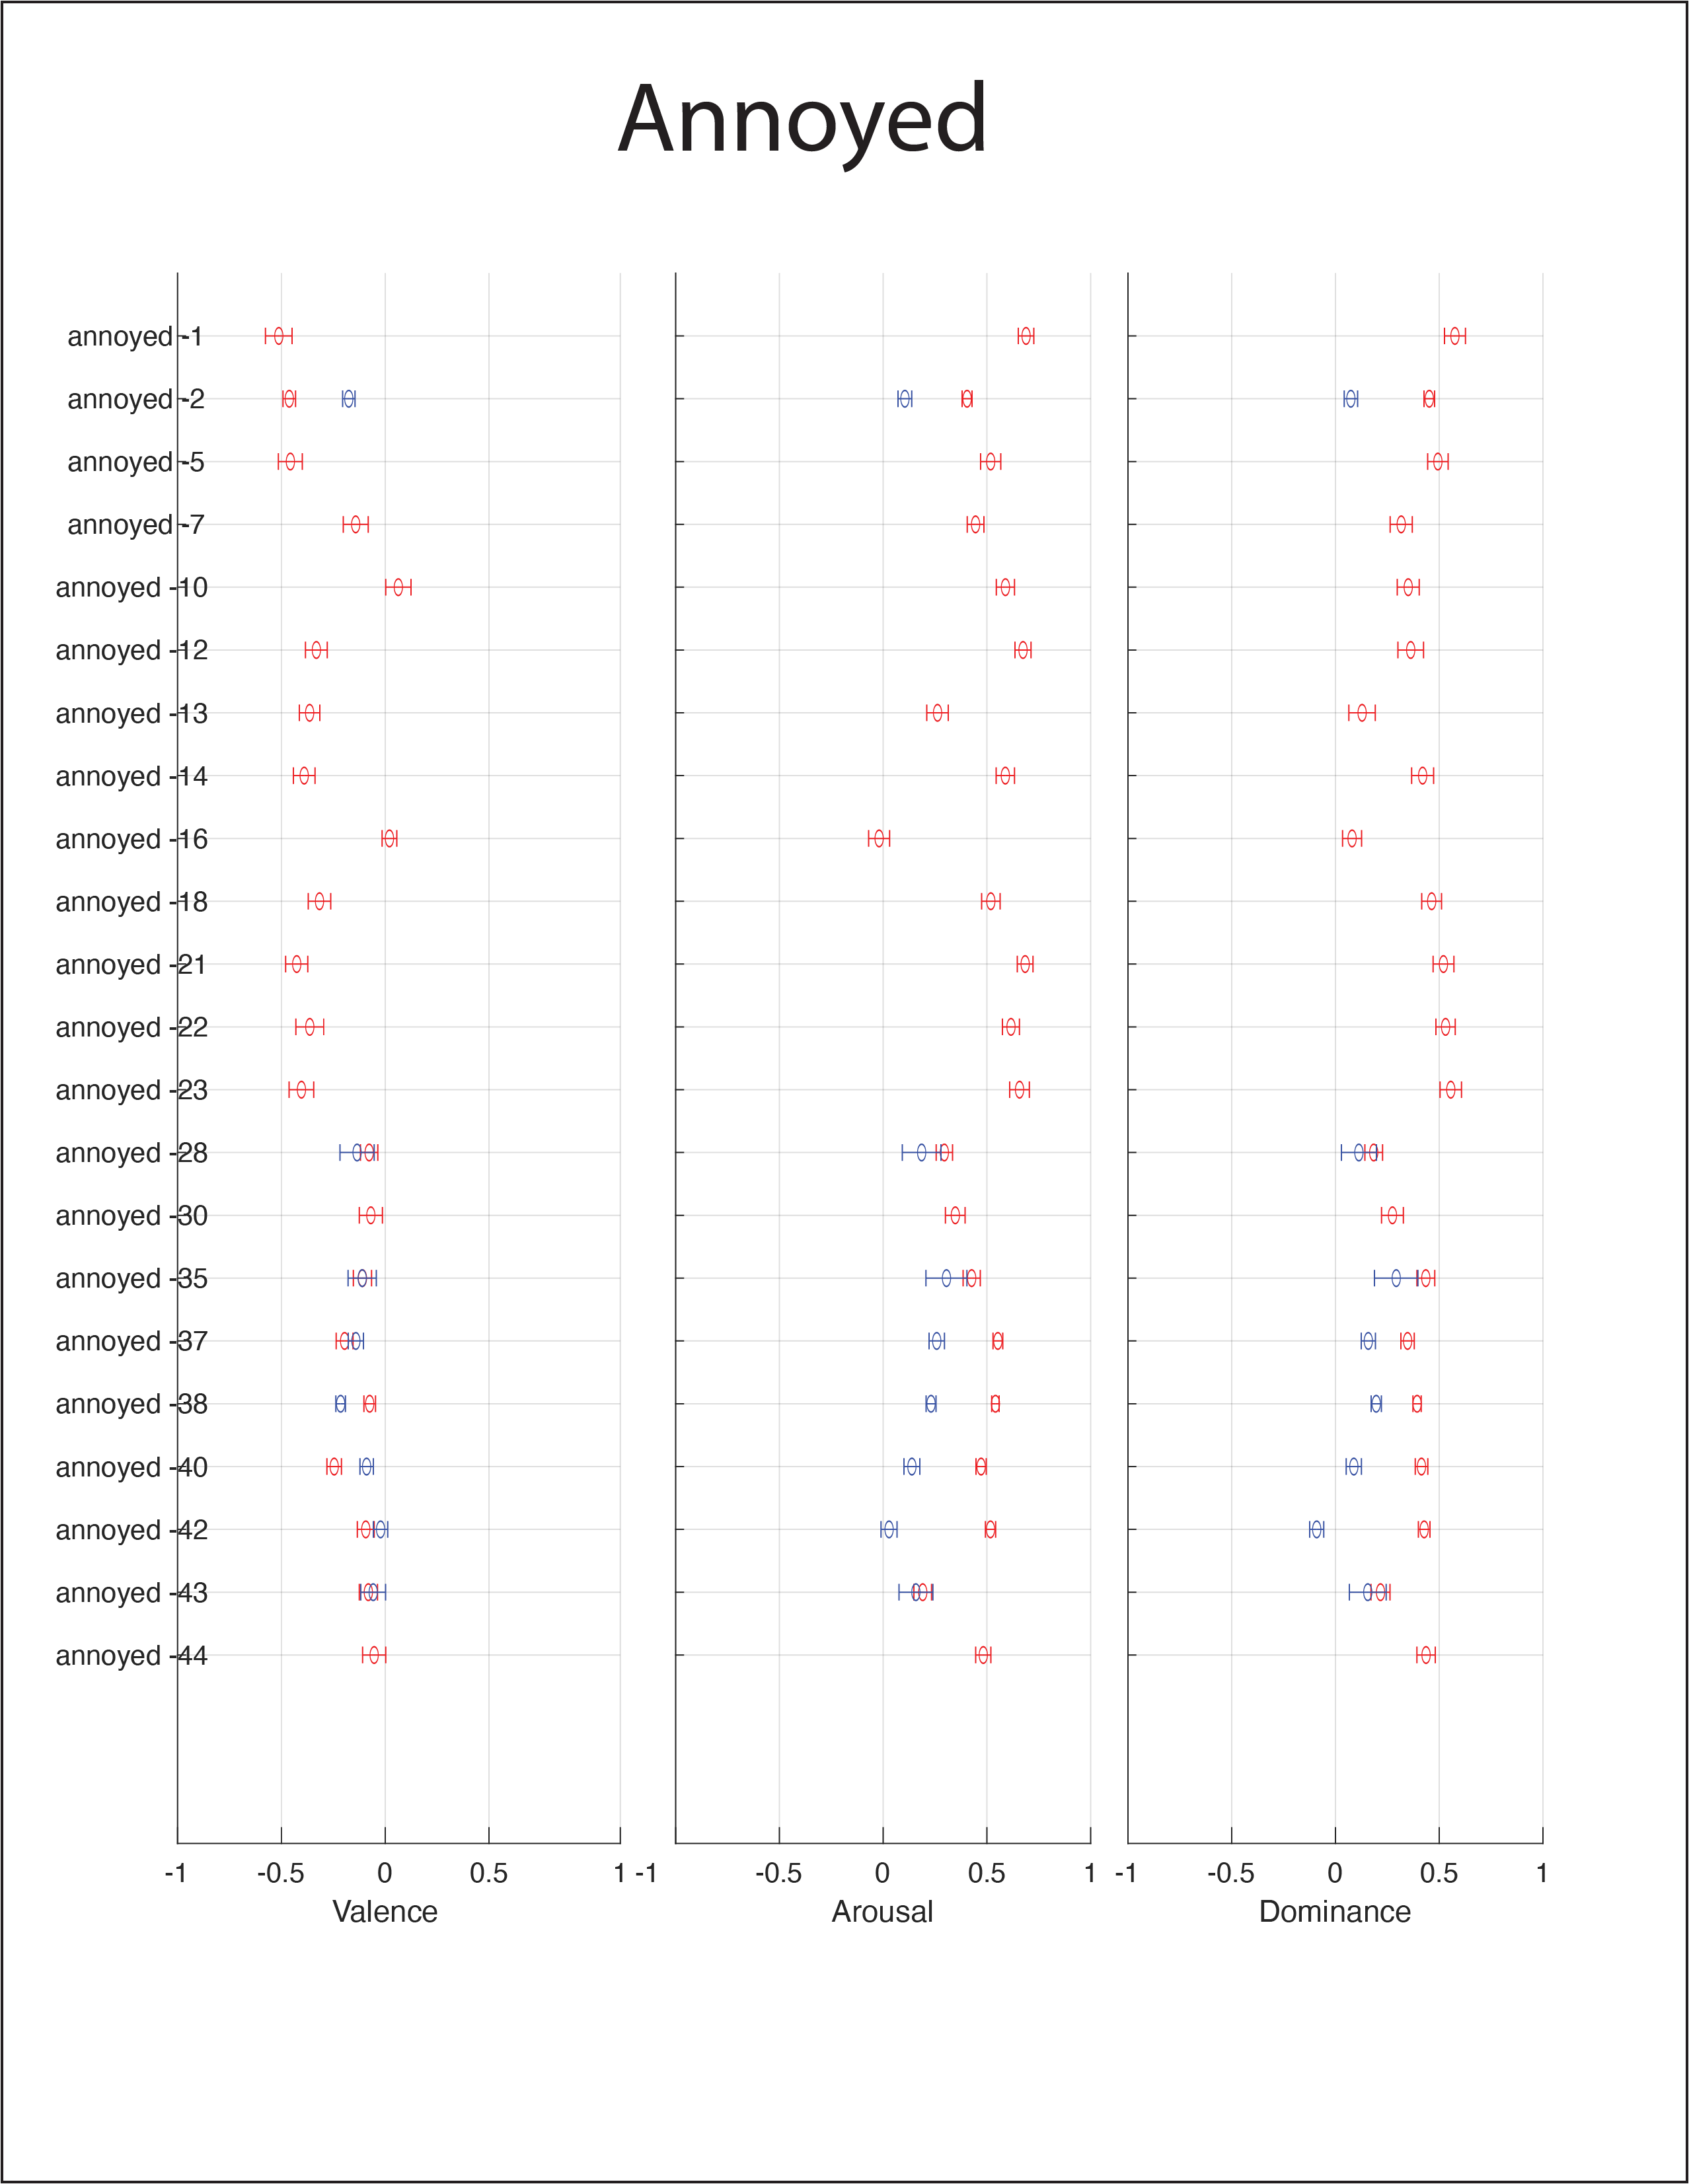 Annoyed
annoyed -1
annoyed -2
annoyed -5
annoyed -7
annoyed -10
annoyed -12
annoyed -13
annoyed -14
annoyed -16
annoyed -18
annoyed -21
annoyed -22
annoyed -23
annoyed -28
annoyed -30
annoyed -35
annoyed -37
annoyed -38
annoyed -40
annoyed -42
annoyed -43
annoyed -44
-1 -0.5 0 0.5 1 -1 -0.5 0 0.5 1 -1 -0.5 0 0.5 1
Valence Arousal Dominance